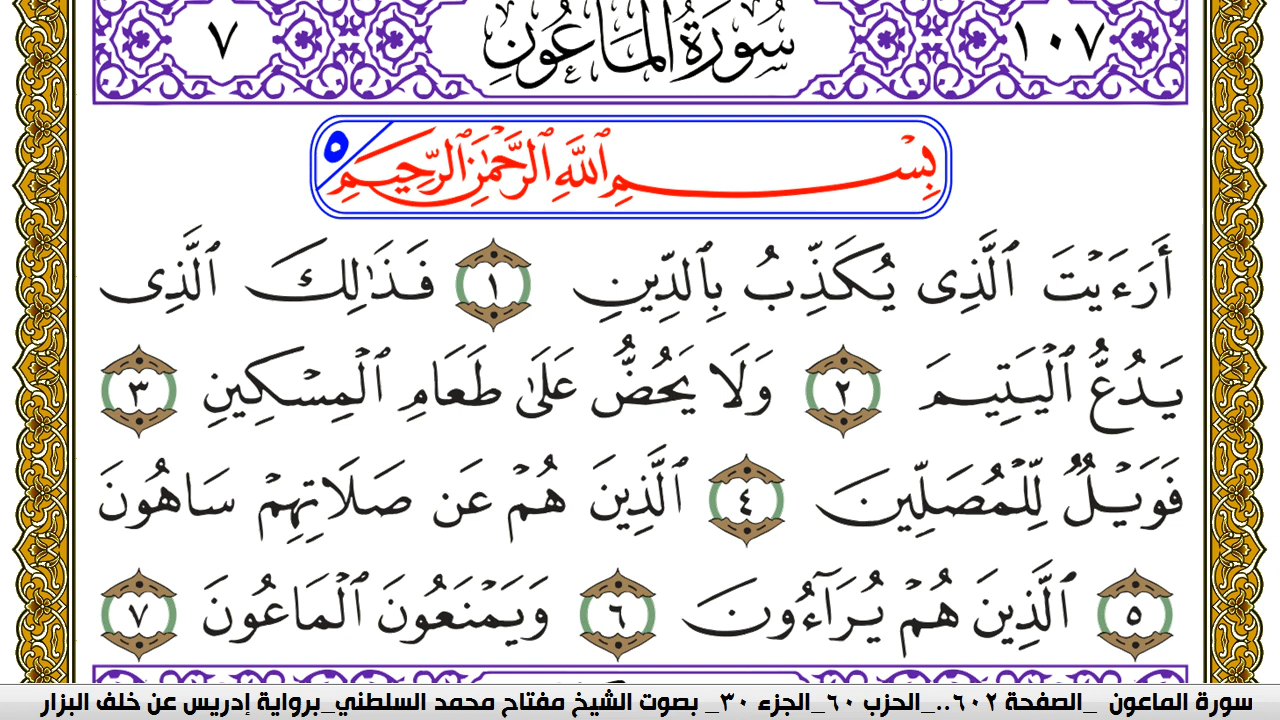 ١٠٧ سُورَةُ المَاعُونِ ٧
بِسْمِ ٱللَّهِ ٱلرَّحْمَٰنِ ٱلرَّحِيمِ ٥
أَرَءَيْتَ ٱلَّذِى يُكَذِّبُ بِٱلدِّينِ ١ فَذَٰلِكَ ٱلَّذِى
يَدُعُّ ٱلْيَتِيمَ ٢ وَلَا يَحُضُّ عَلَىٰ طَعَامِ ٱلْمِسْكِينِ ٣
فَوَيْلٌ لِّلْمُصَلِّينَ ٤ ٱلَّذِينَ هُمْ عَن صَلَاتِهِمْ سَاهُونَ
٥ ٱلَّذِينَ هُمْ يُرَآءُونَ ٦ وَيَمْنَعُونَ ٱلْمَاعُونَ ٧
سورة الماعون _الصفحة ٦٠٢.._الحزب ٦٠_الجزء ٣٠_ بصوت الشيخ مفتاح محمد السلطني_برواية إدريس عن خلف البزار